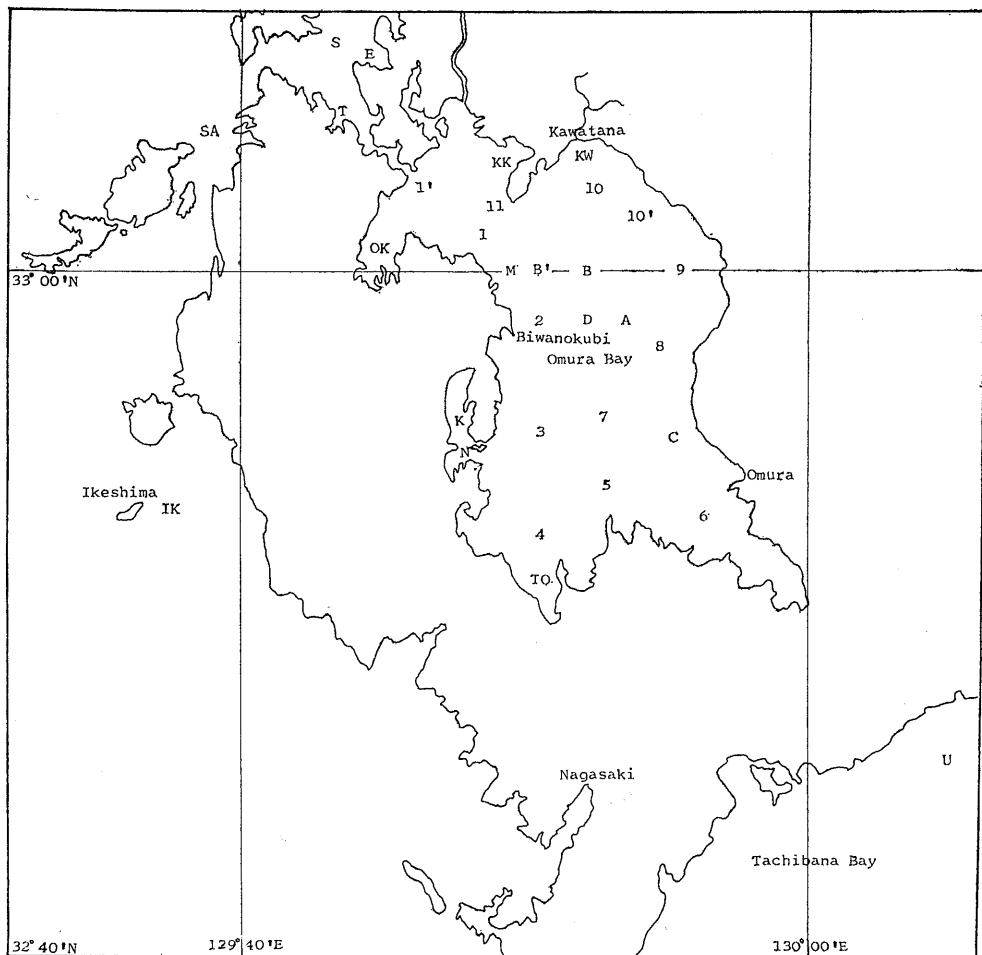 S
E
T
SA
Kawatana
KK
KW
1'
10
11
10'
1
OK
33°00'N
M
B'
B
9
2
D
A
Biwanokubi
8
Omura Bay
K
7
3
C
N
Omura
Ikeshima
5
IK
6
4
TO
Nagasaki
U
Tachibana Bay
32°40'N
129°40'E
130°00'E